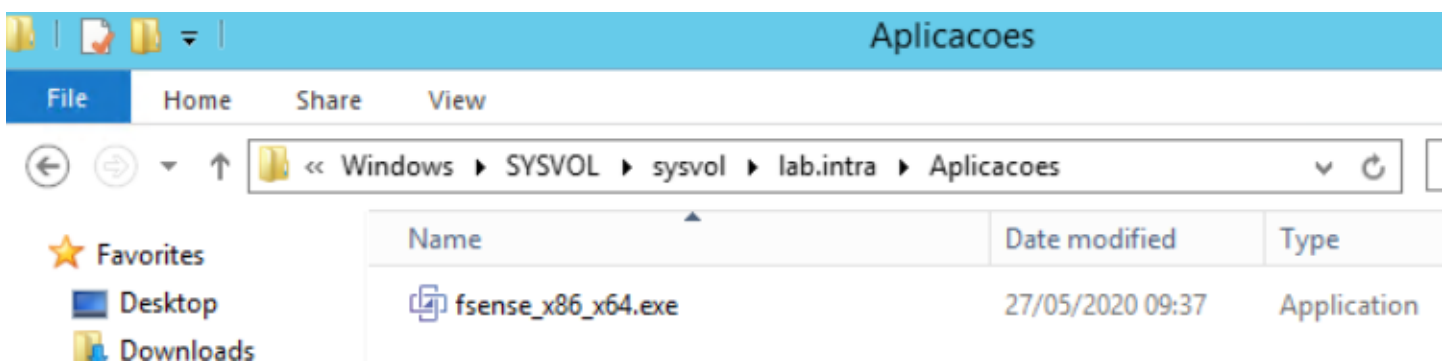 Aplicacoes
File Home Share View
« Windows SYSVOL sysvol lab.intra Aplicacoes
Name Date modified Type
Favorites
Desktop
Downloads
fsense_x86_x64.exe 27/05/2020 09:37 Application